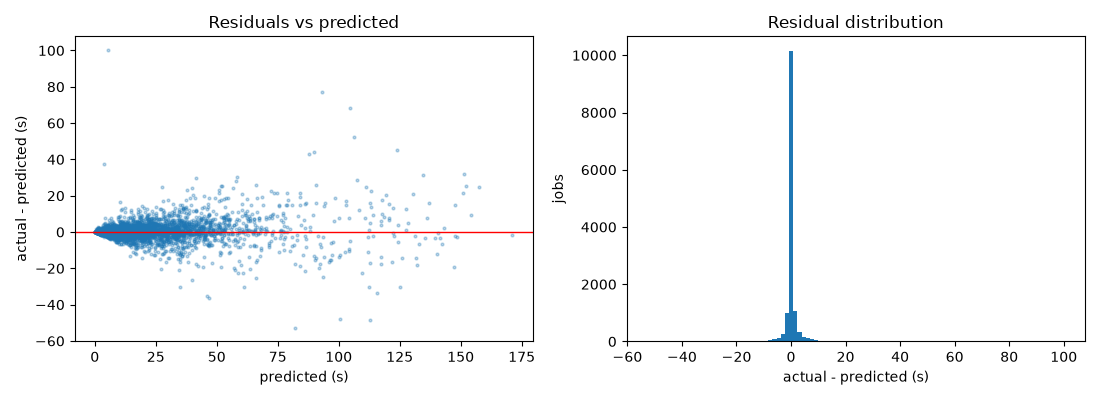 Residuals vs predicted
100
80
60
40
20
0
−20
−40
−60
actual - predicted (s)
0 25 50 75 100 125 150 175
predicted (s)
Residual distribution
10000
8000
6000
4000
2000
0
jobs
−60 −40 −20 0 20 40 60 80 100
actual - predicted (s)